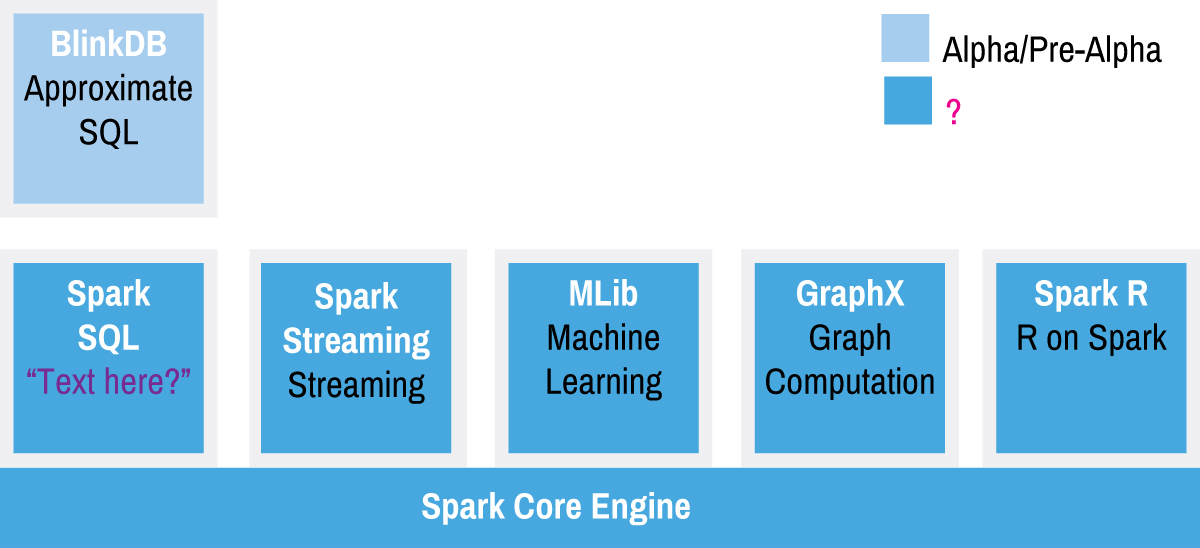 BlinkDB
Approximate
SQL
Alpha/Pre-Alpha
?
Spark
SQL
“Text here?”
Spark
Streaming
Streaming
MLib
Machine
Learning
GraphX
Graph
Computation
Spark R
R on Spark
Spark Core Engine